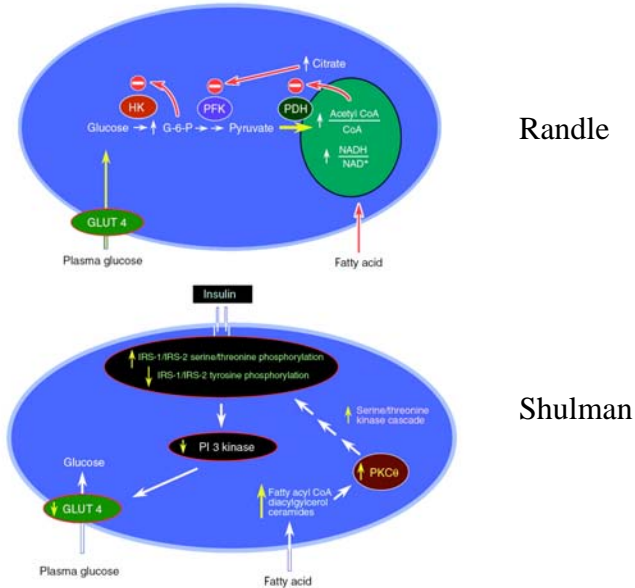 ↑ Citrate
HK
PFK
PDH
Glucose → ↑ G-6-P → → Pyruvate
↑ Acetyl CoA
CoA
↑ NADH
NAD+
GLUT 4
Plasma glucose
Fatty acid
Randle
Insulin
↑ IRS-1/IRS-2 serine/threonine phosphorylation
↓ IRS-1/IRS-2 tyrosine phosphorylation
↑ Serine/threonine
kinase cascade
↓ PI 3 kinase
Glucose
↑ PKCθ
↑ Fatty acyl CoA
diacylgylcerol
ceramides
↓ GLUT 4
Plasma glucose
Fatty acid
Shulman